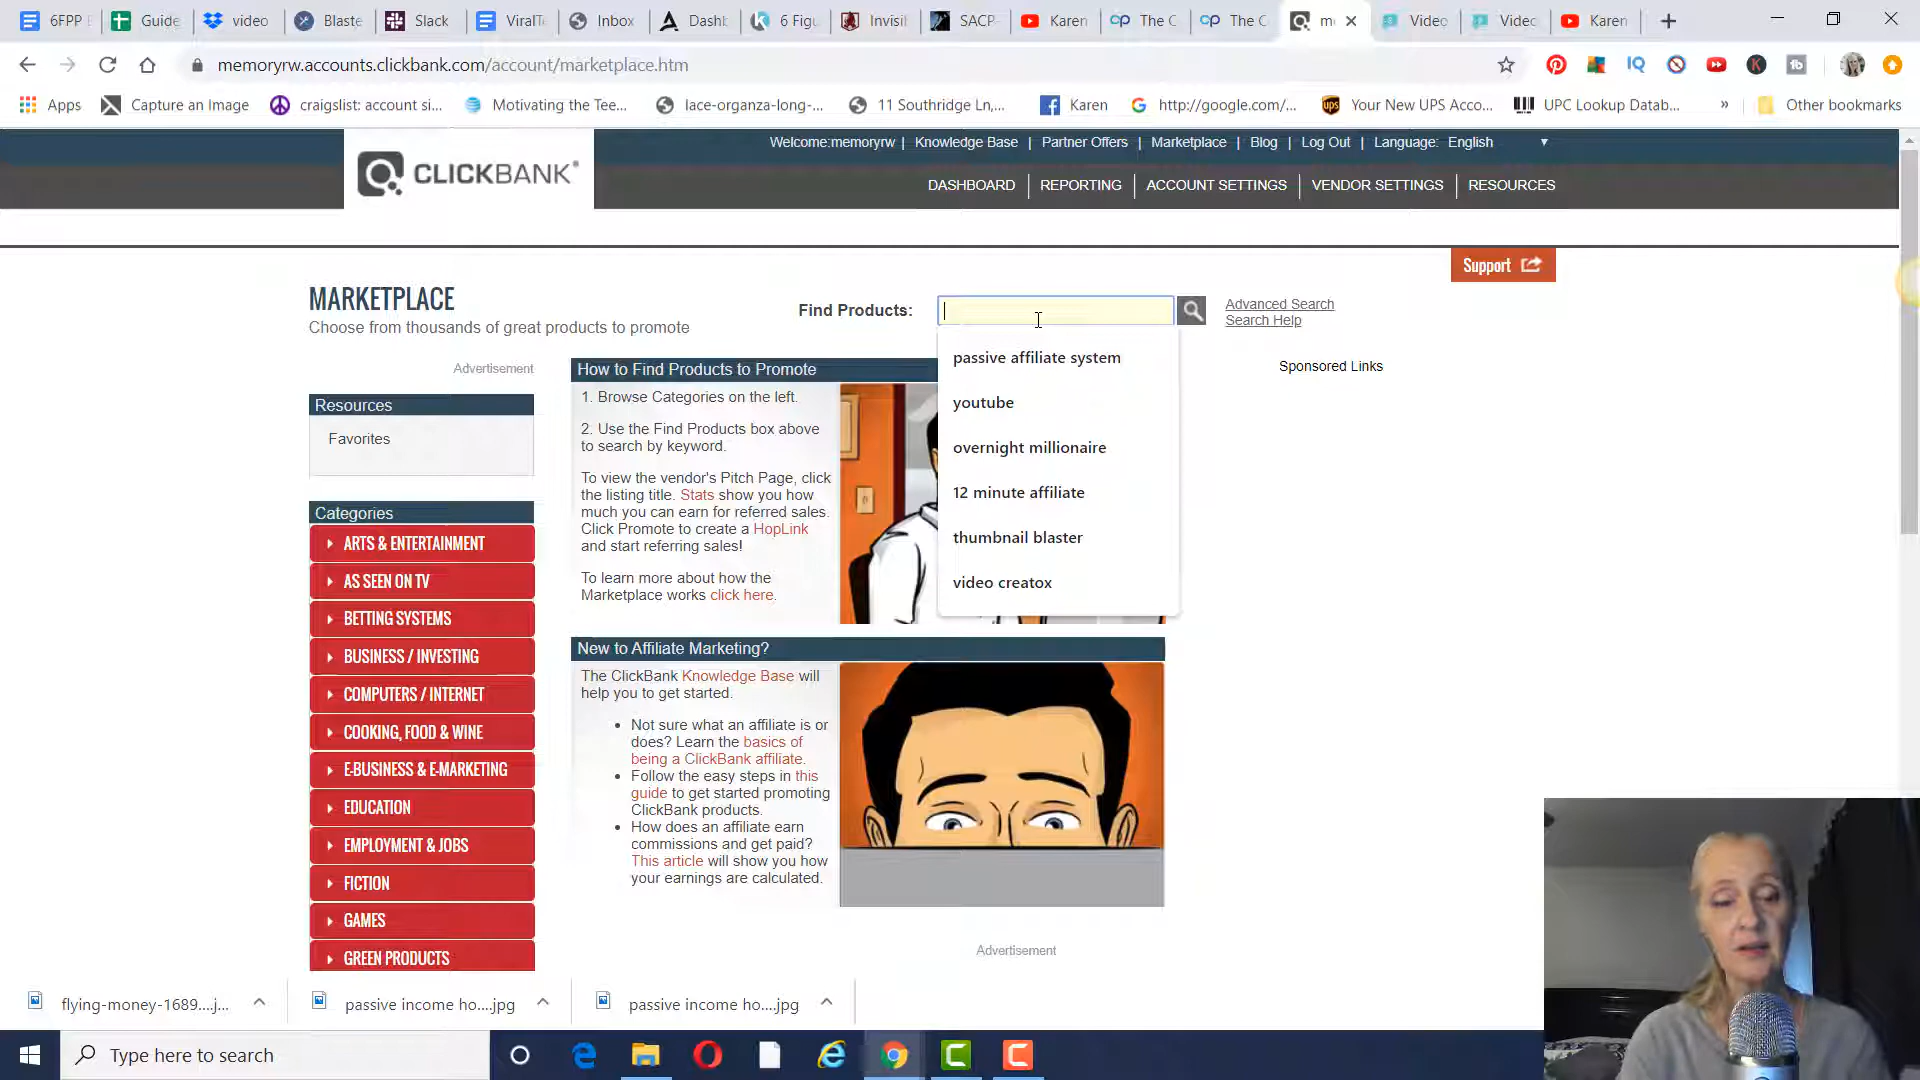 6FPP
Guide
video
Blaste
Slack
ViralT
Inbox
Dashb
6 Figu
Invisil
SACP
Karen
The C
The C
m
Video
Video
Karen
memoryrw.accounts.clickbank.com/account/marketplace.htm
Apps
Capture an Image
craigslist: account si...
Motivating the Tee...
lace-organza-long-...
11 Southridge Ln,...
Karen
http://google.com/...
Your New UPS Acco...
UPC Lookup Datab...
»
Other bookmarks
Welcome:memoryrw | Knowledge Base | Partner Offers | Marketplace | Blog | Log Out | Language: English
CLICKBANK®
DASHBOARD | REPORTING | ACCOUNT SETTINGS | VENDOR SETTINGS | RESOURCES
Support
MARKETPLACE
Choose from thousands of great products to promote
Find Products:
Advanced Search
Search Help
passive affiliate system
youtube
overnight millionaire
12 minute affiliate
thumbnail blaster
video creatox
Advertisement
Sponsored Links
Resources
Favorites
Categories
ARTS & ENTERTAINMENT
AS SEEN ON TV
BETTING SYSTEMS
BUSINESS / INVESTING
COMPUTERS / INTERNET
COOKING, FOOD & WINE
E-BUSINESS & E-MARKETING
EDUCATION
EMPLOYMENT & JOBS
FICTION
GAMES
GREEN PRODUCTS
How to Find Products to Promote
1. Browse Categories on the left.
2. Use the Find Products box above
to search by keyword.
To view the vendor's Pitch Page, click
the listing title. Stats show you how
much you can earn for referred sales.
Click Promote to create a HopLink
and start referring sales!
To learn more about how the
Marketplace works click here.
New to Affiliate Marketing?
The ClickBank Knowledge Base will
help you to get started.
• Not sure what an affiliate is or
does? Learn the basics of
being a ClickBank affiliate.
• Follow the easy steps in this
guide to get started promoting
ClickBank products.
• How does an affiliate earn
commissions and get paid?
This article will show you how
your earnings are calculated.
Advertisement
flying-money-1689....j...
passive income ho....jpg
passive income ho....jpg
Type here to search